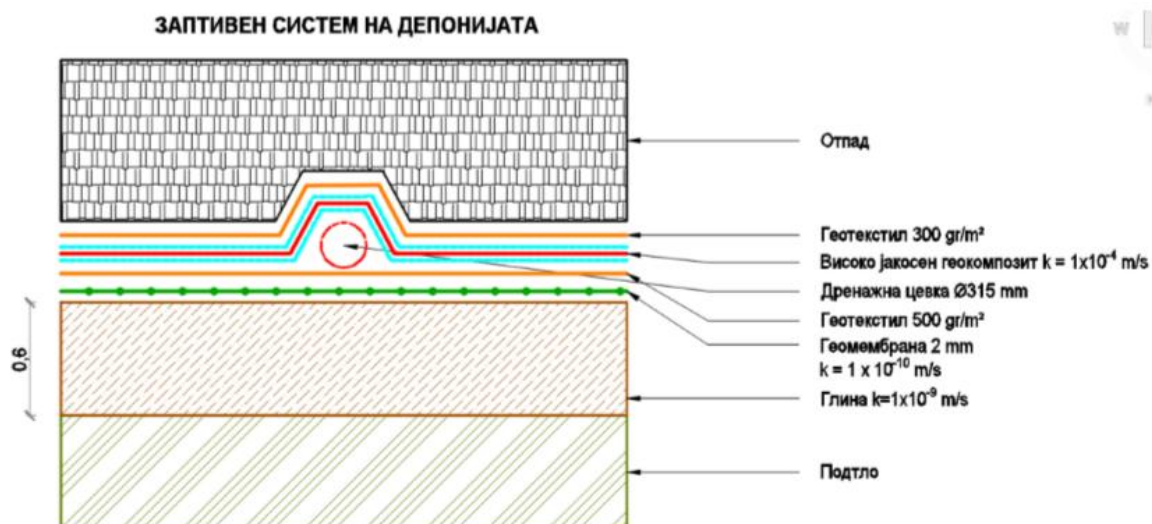 ЗАПТИВЕН СИСТЕМ НА ДЕПОНИЈАТА
W
Отпад
Геотекстил 300 gr/m²
Високо јакосен геокомпозит k = 1x10⁻⁴ m/s
Дренажна цевка Ø315 mm
Геотекстил 500 gr/m²
Геомембрана 2 mm
k = 1 x 10⁻¹⁰ m/s
Глина k=1x10⁻⁹ m/s
Подтло
0,6